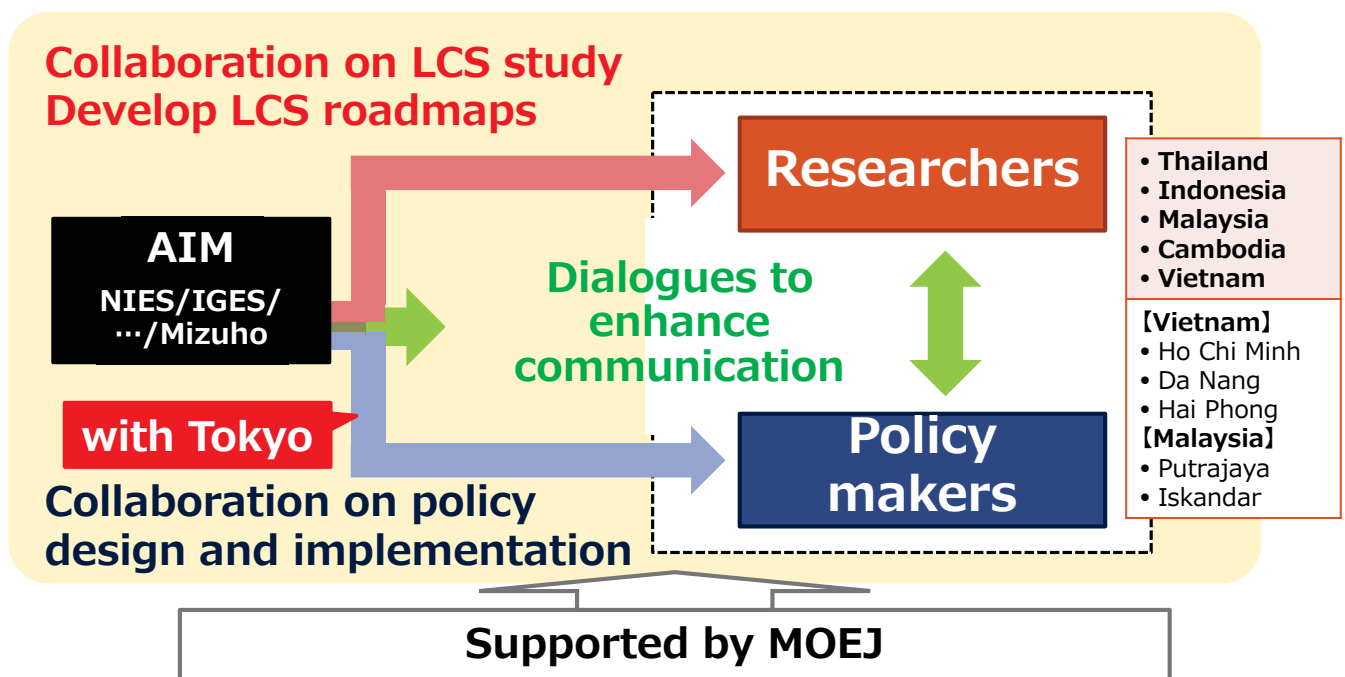 Collaboration on LCS study
Develop LCS roadmaps
AIM
NIES/IGES/
…/Mizuho
with Tokyo
Collaboration on policy
design and implementation
Dialogues to
enhance
communication
Researchers
Policy
makers
• Thailand
• Indonesia
• Malaysia
• Cambodia
• Vietnam
【Vietnam】
• Ho Chi Minh
• Da Nang
• Hai Phong
【Malaysia】
• Putrajaya
• Iskandar
Supported by MOEJ